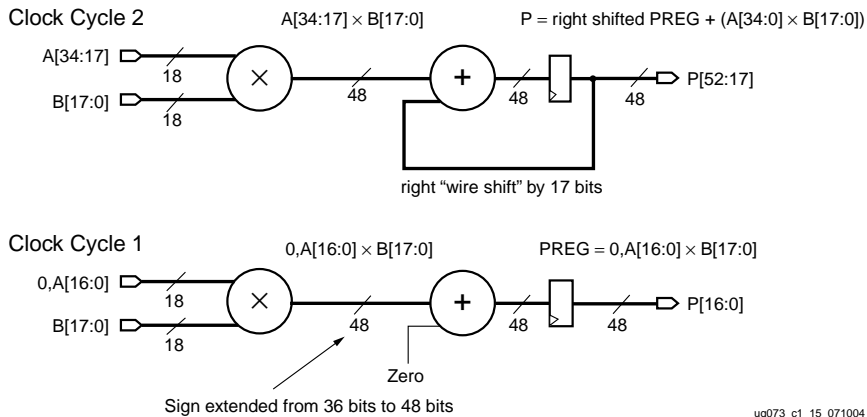 Clock Cycle 2
A[34:17] × B[17:0]
P = right shifted PREG + (A[34:0] × B[17:0])
A[34:17]
18
B[17:0]
18
×
48
+
48
48
P[52:17]
right “wire shift” by 17 bits
Clock Cycle 1
0,A[16:0] × B[17:0]
PREG = 0,A[16:0] × B[17:0]
0,A[16:0]
18
B[17:0]
18
×
48
+
48
48
P[16:0]
Zero
Sign extended from 36 bits to 48 bits
ug073_c1_15_071004